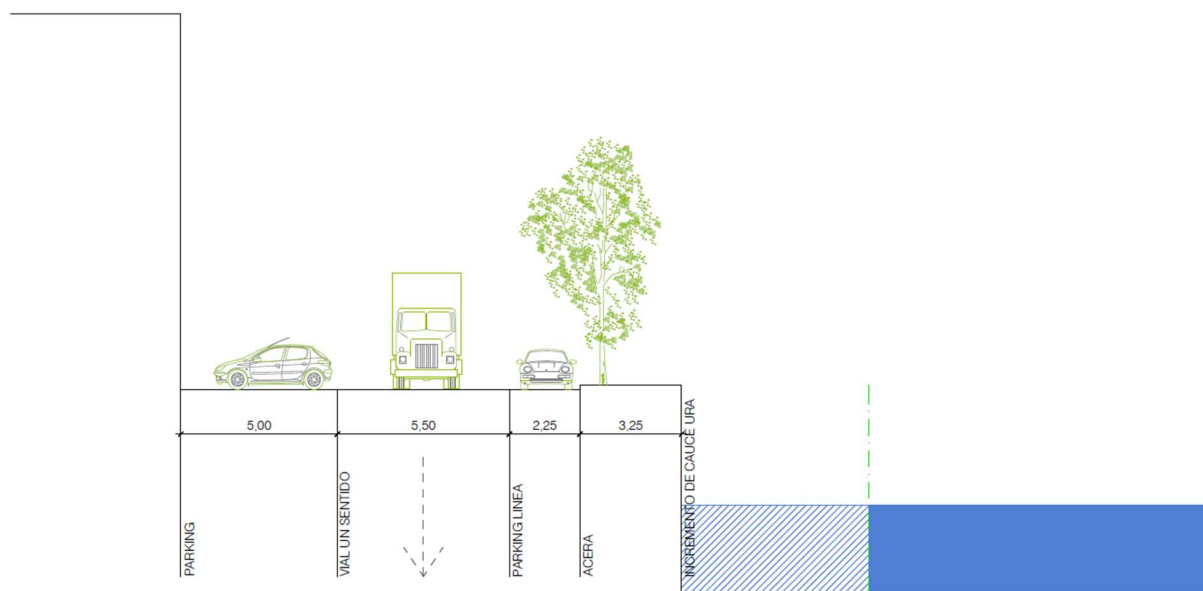 5,00
5,50
2,25
3,25
PARKING
VIAL UN SENTIDO
PARKING LINEA
ACERA
INCREMENTO DE CAUCE URA